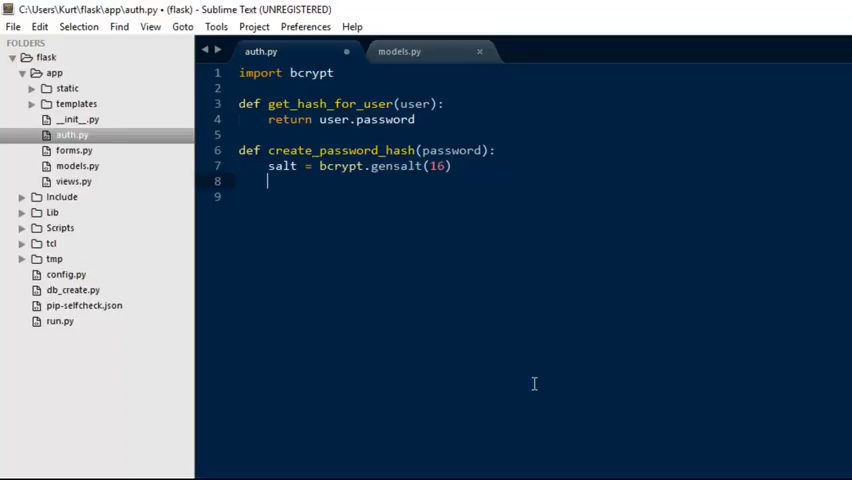 C:\Users\Kurt\flask\app\auth.py • (flask) - Sublime Text (UNREGISTERED)
File Edit Selection Find View Goto Tools Project Preferences Help
FOLDERS
flask
app
static
templates
__init__.py
auth.py
forms.py
models.py
views.py
Include
Lib
Scripts
tcl
tmp
config.py
db_create.py
pip-selfcheck.json
run.py
auth.py models.py
1 import bcrypt
2
3 def get_hash_for_user(user):
4 return user.password
5
6 def create_password_hash(password):
7 salt = bcrypt.gensalt(16)
8
9